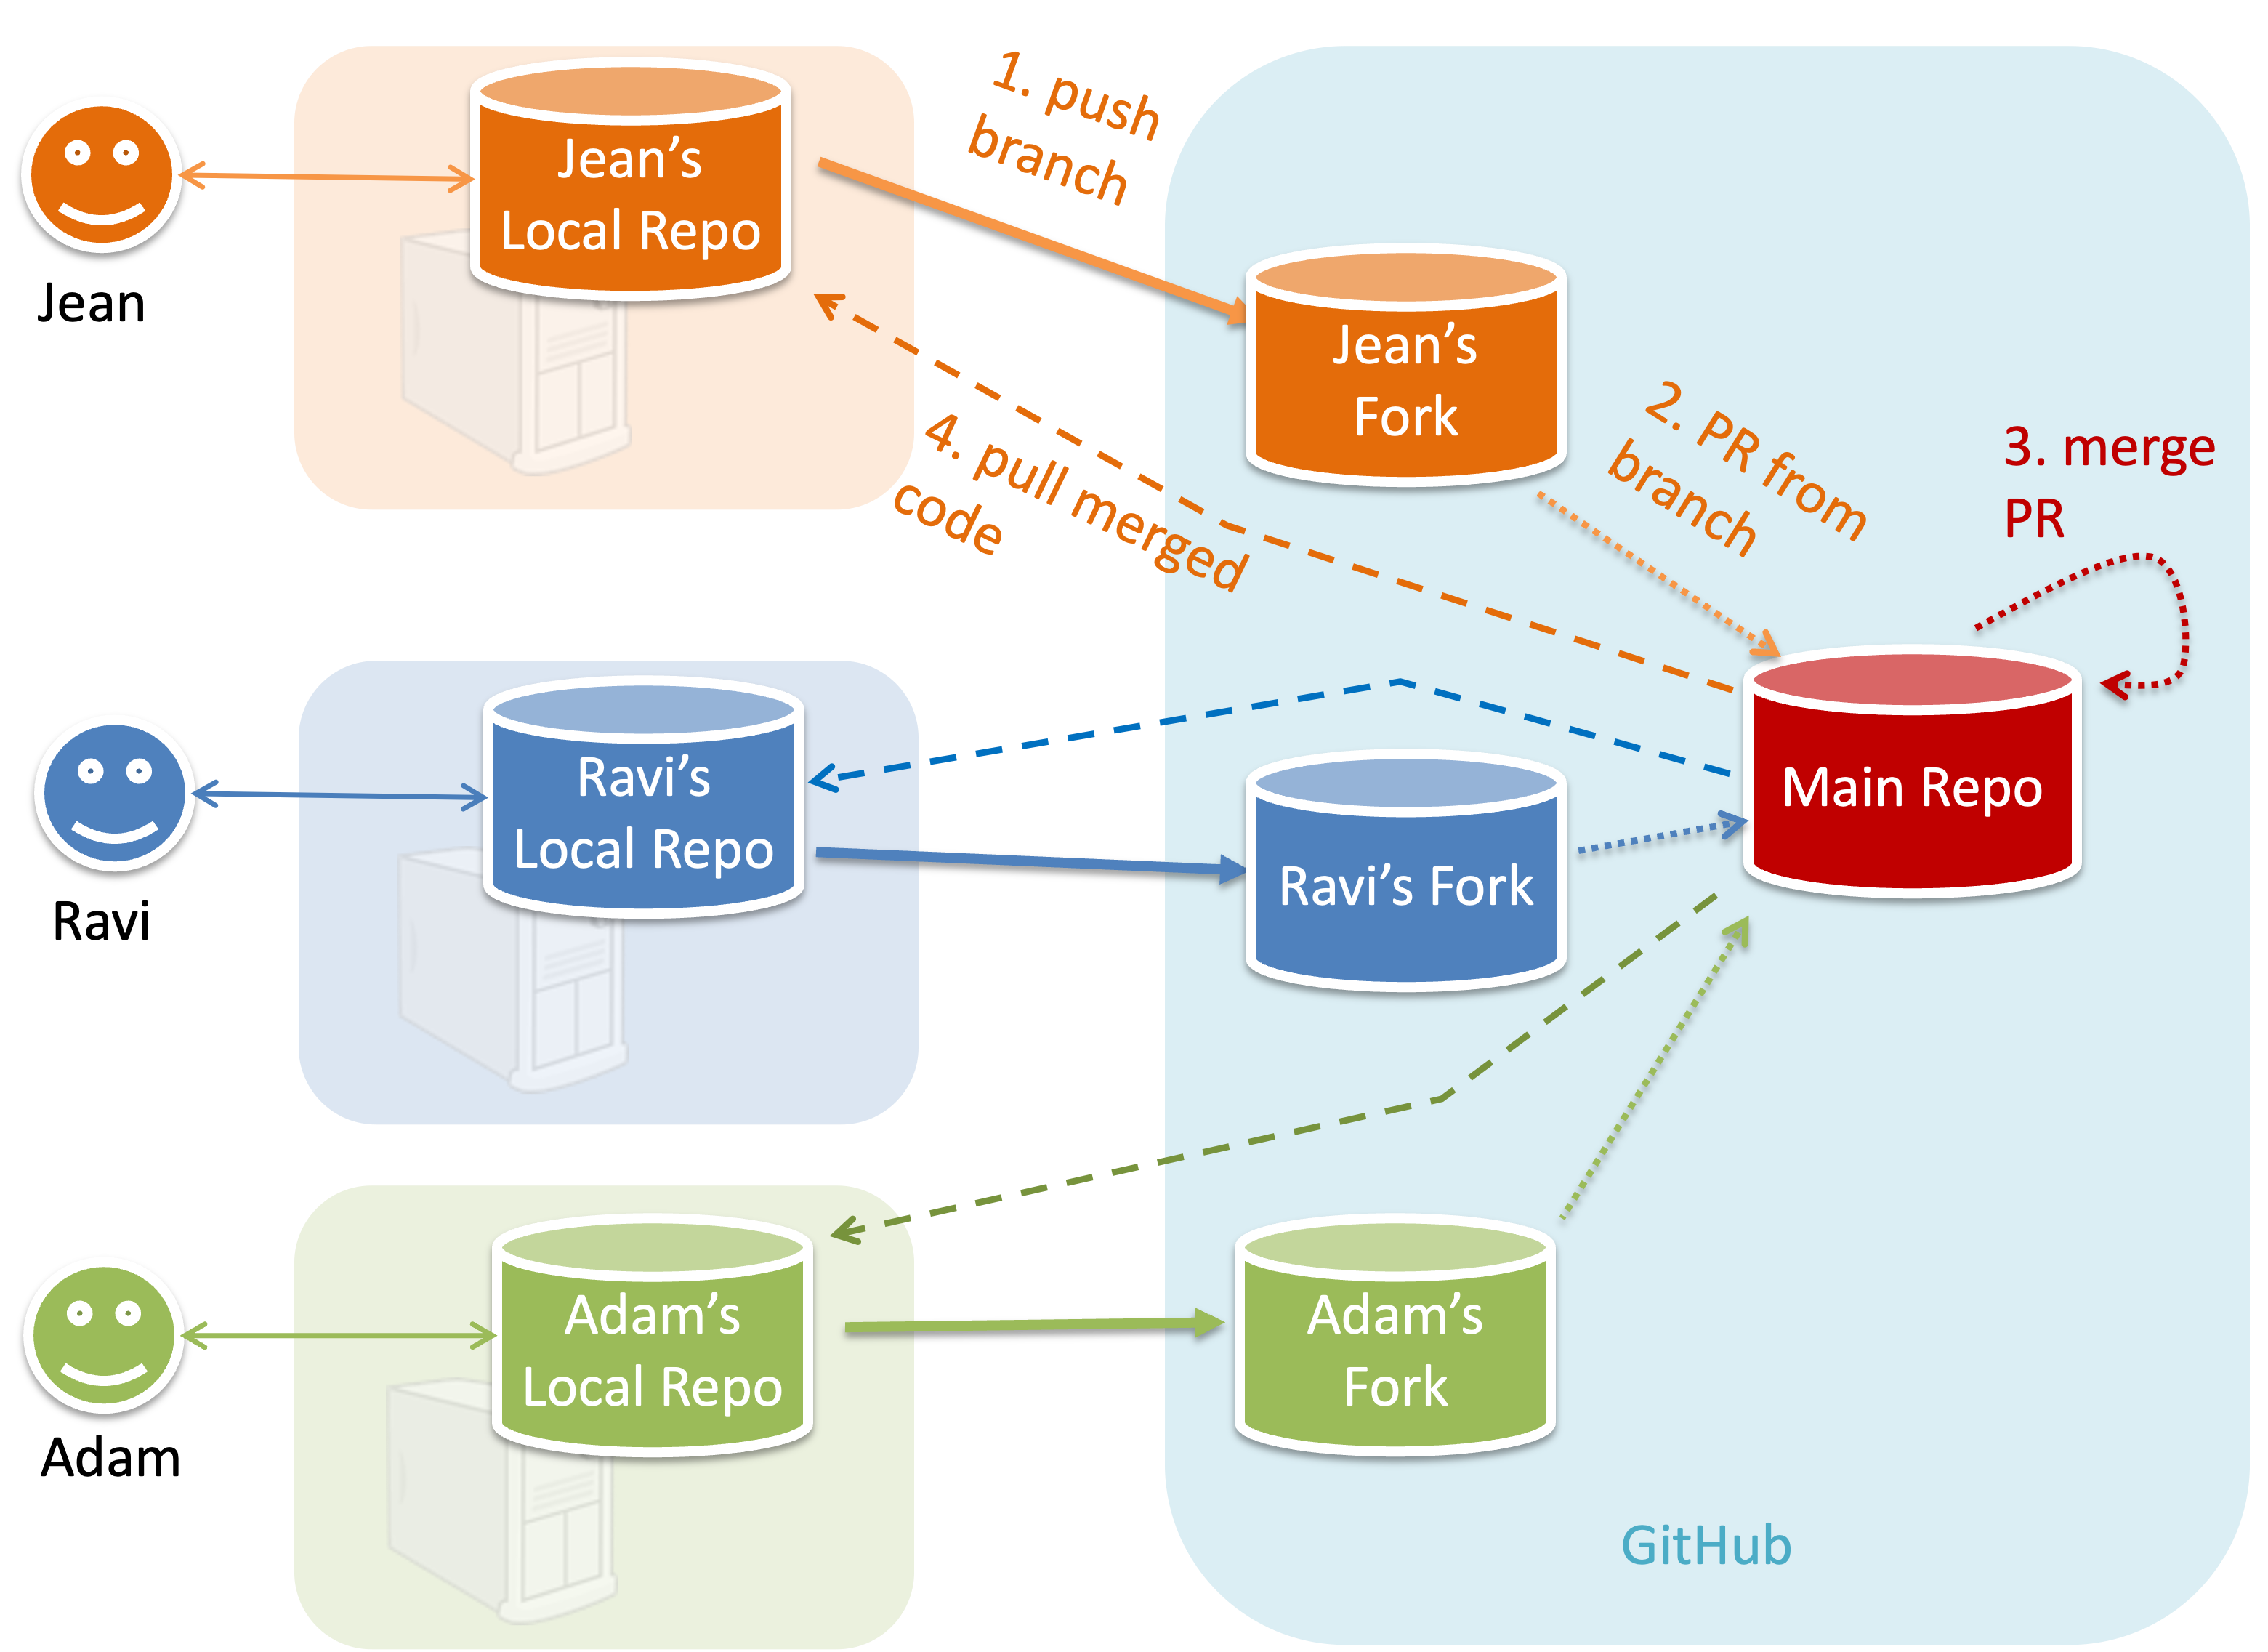 1. push
branch
Jean’s
Local Repo
Jean
Jean’s
Fork
2. PR from
branch
3. merge
PR
4. pull merged
code
Ravi’s
Local Repo
Ravi
Ravi’s Fork
Main Repo
Adam’s
Local Repo
Adam
Adam’s
Fork
GitHub